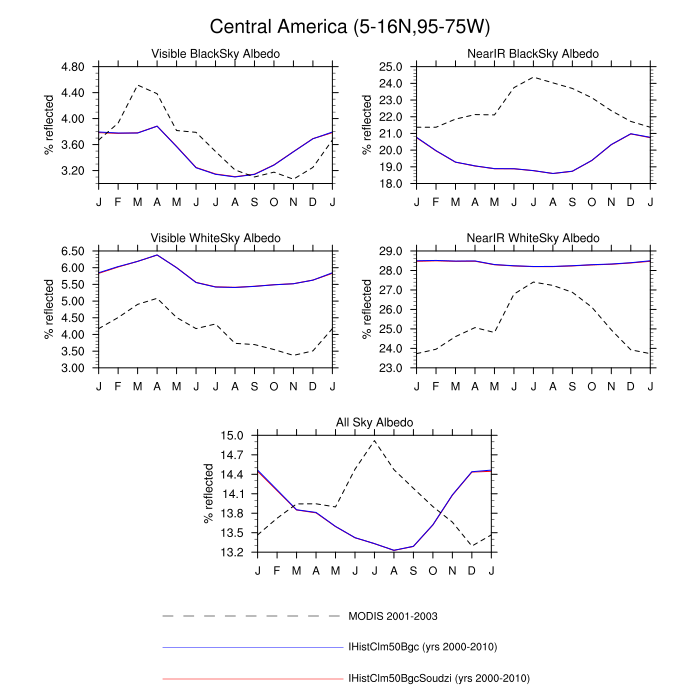 Central America (5-16N,95-75W)
Visible BlackSky Albedo
% reflected
4.80
4.40
4.00
3.60
3.20
J F M A M J J A S O N D J
NearIR BlackSky Albedo
% reflected
25.0
24.0
23.0
22.0
21.0
20.0
19.0
18.0
J F M A M J J A S O N D J
Visible WhiteSky Albedo
% reflected
6.50
6.00
5.50
5.00
4.50
4.00
3.50
3.00
J F M A M J J A S O N D J
NearIR WhiteSky Albedo
% reflected
29.0
28.0
27.0
26.0
25.0
24.0
23.0
J F M A M J J A S O N D J
All Sky Albedo
% reflected
15.0
14.7
14.4
14.1
13.8
13.5
13.2
J F M A M J J A S O N D J
MODIS 2001-2003
IHistClm50Bgc (yrs 2000-2010)
IHistClm50BgcSoudzi (yrs 2000-2010)